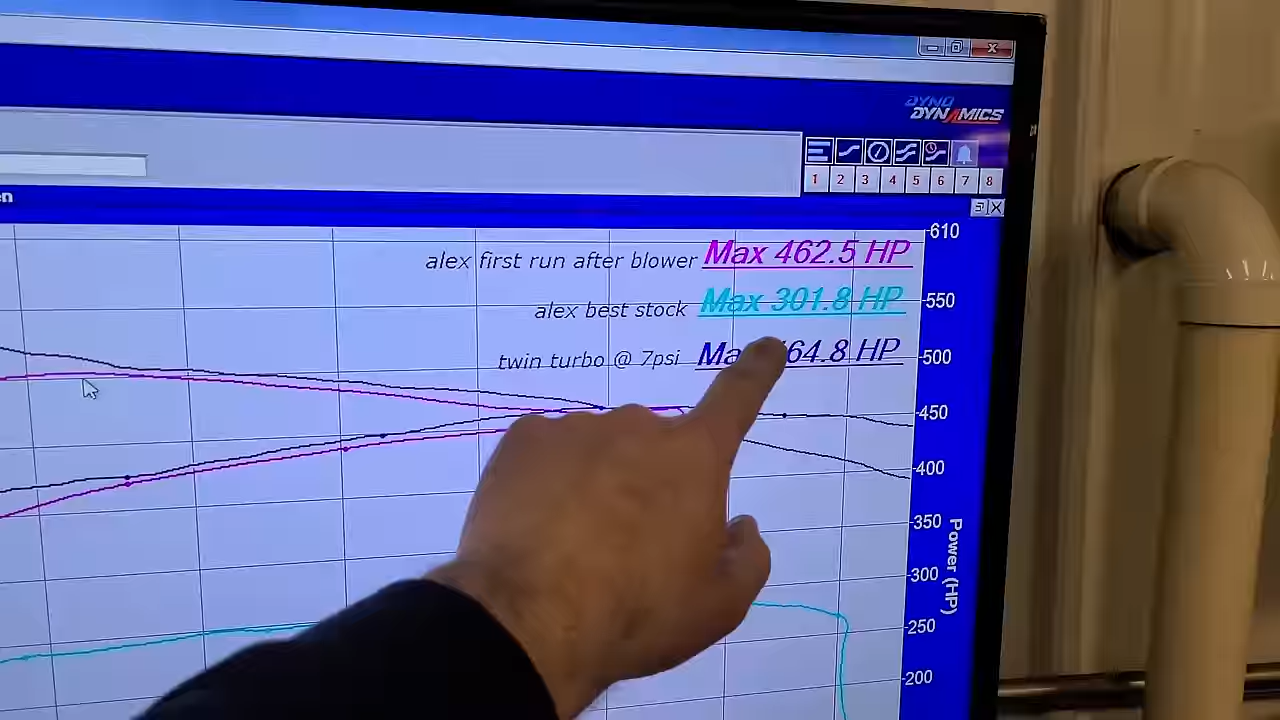 DYNO
DYNAMICS
1 2 3 4 5 6 7 8
en
alex first run after blower Max 462.5 HP
alex best stock Max 301.8 HP
twin turbo @ 7psi
64.8 HP
610
550
500
450
400
350
300
250
200
Power (HP)